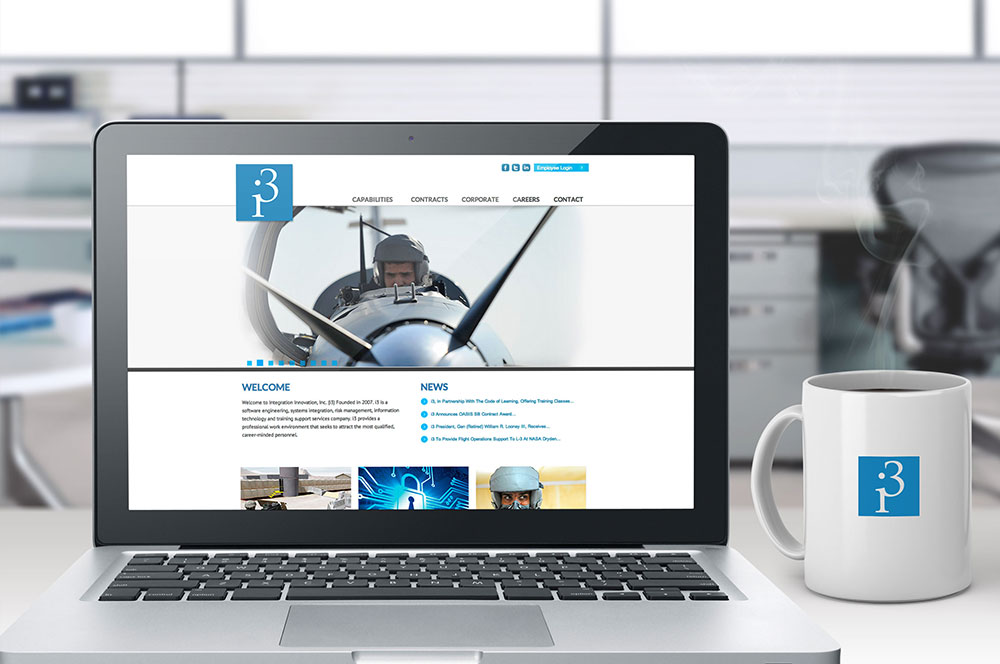 i3
Employee Login
CAPABILITIES CONTRACTS CORPORATE CAREERS CONTACT
WELCOME
Welcome to Integration Innovation, Inc. (i3) Founded in 2007, i3 is a
software engineering, systems integration, risk management, information
technology and training support services company. i3 provides a
professional work environment that seeks to attract the most qualified,
career-minded personnel.
NEWS
i3, in Partnership With The Code of Learning, Offering Training Classes...
i3 Announces OASIS SB Contract Award...
i3 President, Gen (Retired) William R. Looney III, Receives...
i3 To Provide Flight Operations Support To L-3 At NASA Dryden...
i3